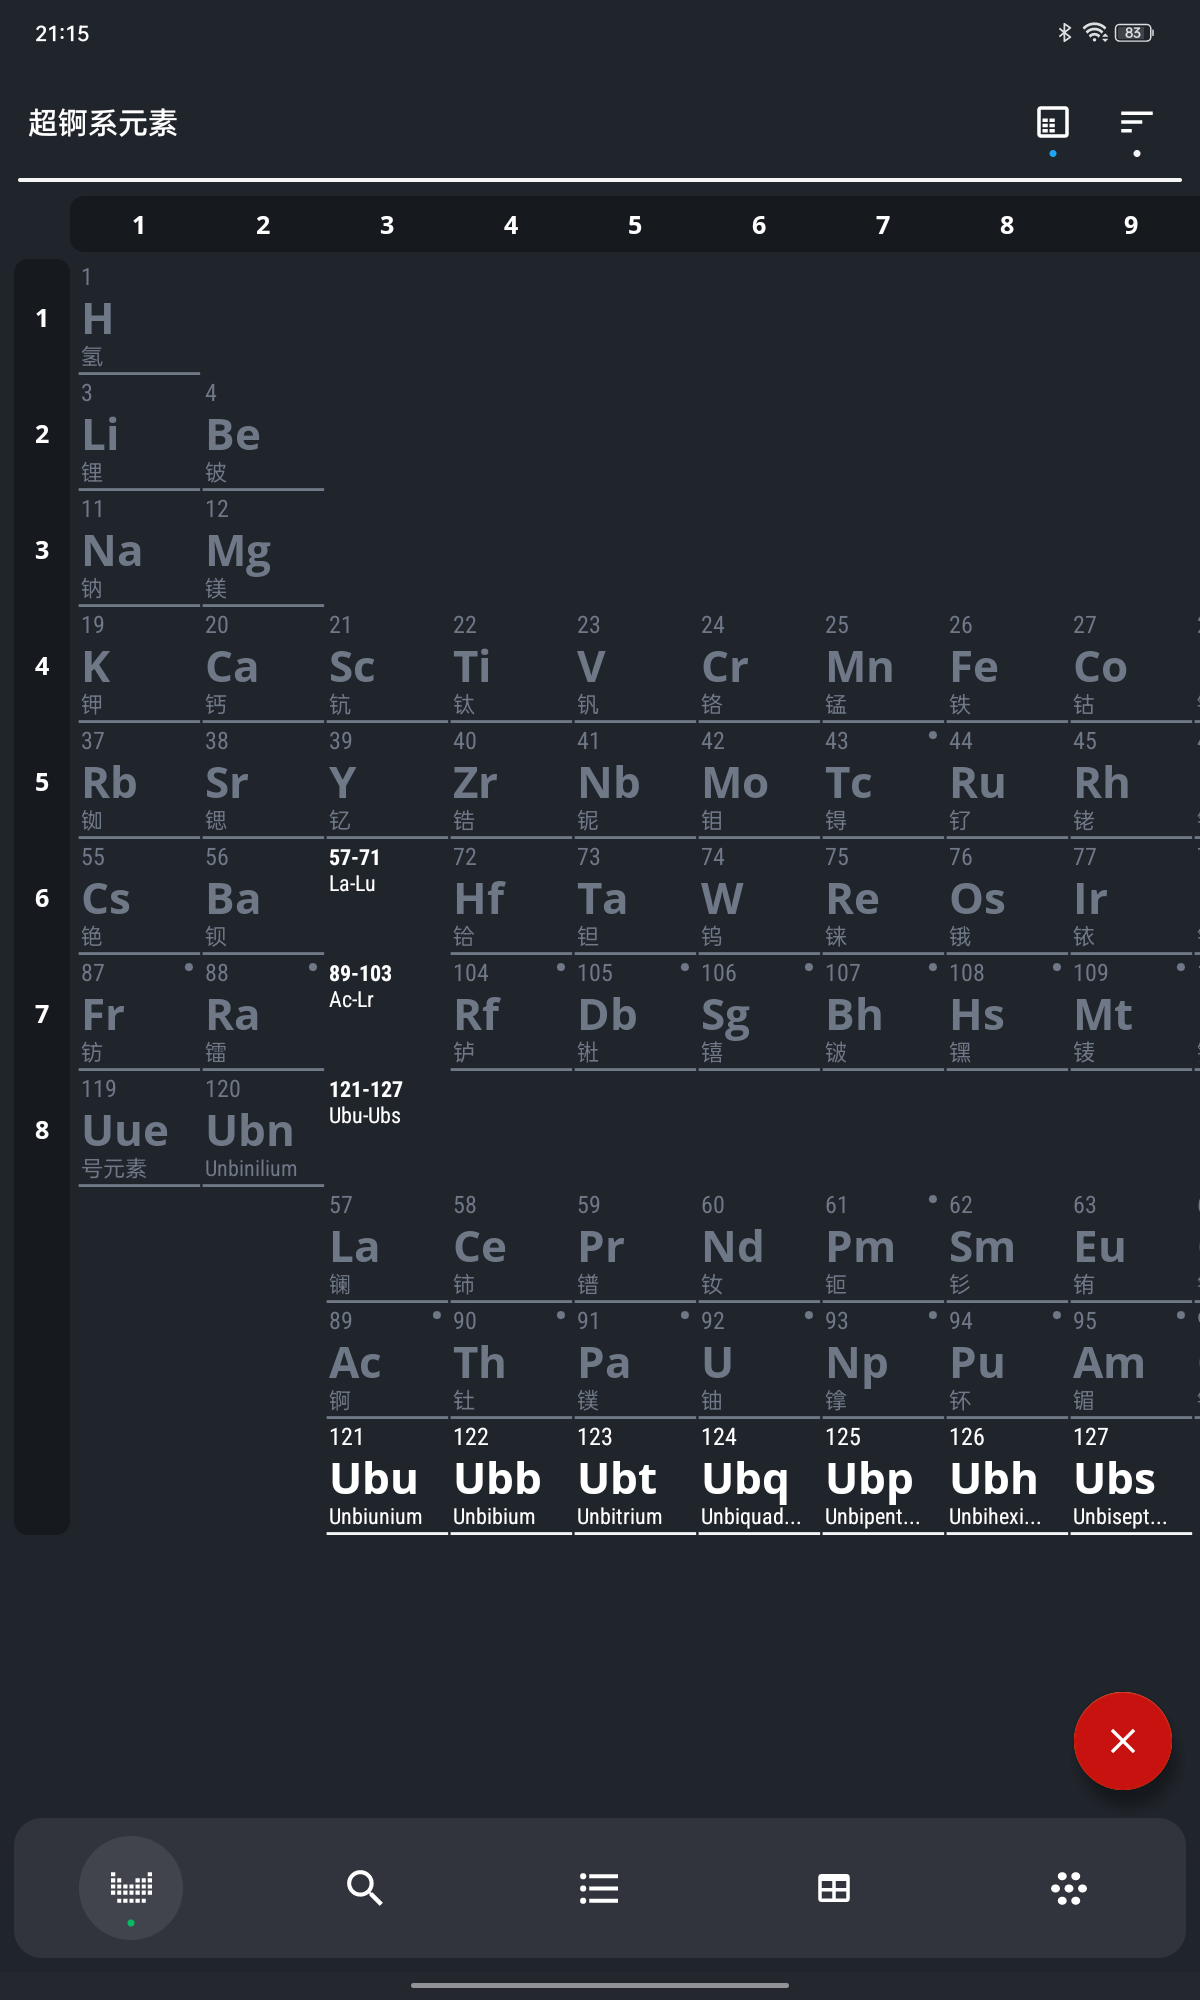 21:15
83
超锕系元素
1 2 3 4 5 6 7 8 9
1
1
H
氢
2
3 4
Li Be
锂 铍
3
11 12
Na Mg
钠 镁
4
19 20 21 22 23 24 25 26 27
K Ca Sc Ti V Cr Mn Fe Co
钾 钙 钪 钛 钒 铬 锰 铁 钴
5
37 38 39 40 41 42 43 44 45
Rb Sr Y Zr Nb Mo Tc Ru Rh
铷 锶 钇 锆 铌 钼 锝 钌 铑
6
55 56 57-71 72 73 74 75 76 77
Cs Ba La-Lu Hf Ta W Re Os Ir
铯 钡 铪 钽 钨 铼 锇 铱
7
87 88 89-103 104 105 106 107 108 109
Fr Ra Ac-Lr Rf Db Sg Bh Hs Mt
钫 镭 𬬻 𬭊 𬭳 𬭛 𬭶 鿏
8
119 120 121-127
Uue Ubn Ubu-Ubs
号元素 Unbinilium
57 58 59 60 61 62 63
La Ce Pr Nd Pm Sm Eu
镧 铈 镨 钕 钷 钐 铕
89 90 91 92 93 94 95
Ac Th Pa U Np Pu Am
锕 钍 镤 铀 镎 钚 镅
121 122 123 124 125 126 127
Ubu Ubb Ubt Ubq Ubp Ubh Ubs
Unbiunium Unbibium Unbitrium Unbiquad... Unbipent... Unbihexi... Unbisept...